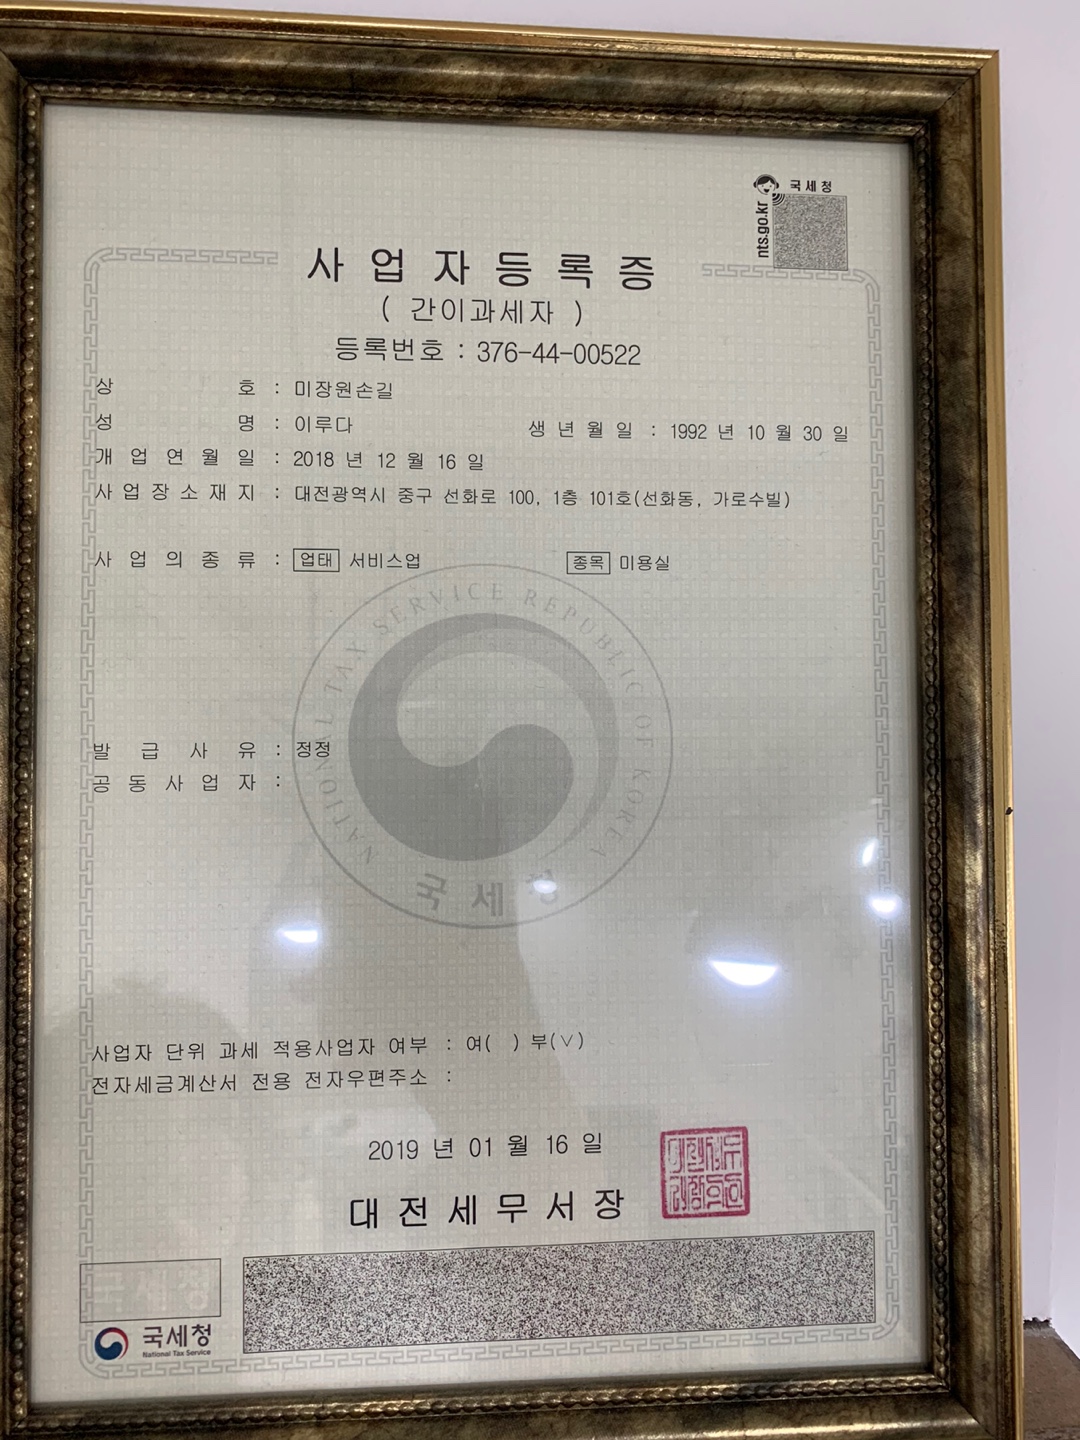 국세청
nts.go.kr
사업자등록증
( 간이과세자 )
등록번호 : 376-44-00522
상 호 : 미장원손길
성 명 : 이루다 생 년 월 일 : 1992 년 10 월 30 일
개 업 연 월 일 : 2018 년 12 월 16 일
사 업 장 소 재 지 : 대전광역시 중구 선화로 100, 1층 101호(선화동, 가로수빌)
사 업 의 종 류 : 업태 서비스업 종목 미용실
NATIONAL TAX SERVICE REPUBLIC OF KOREA
발 급 사 유 : 정정
공 동 사 업 자 :
국세청
사업자 단위 과세 적용사업자 여부 : 여( ) 부(∨)
전자세금계산서 전용 전자우편주소 :
2019 년 01 월 16 일
대전세무서장
국세청
국세청
National Tax Service